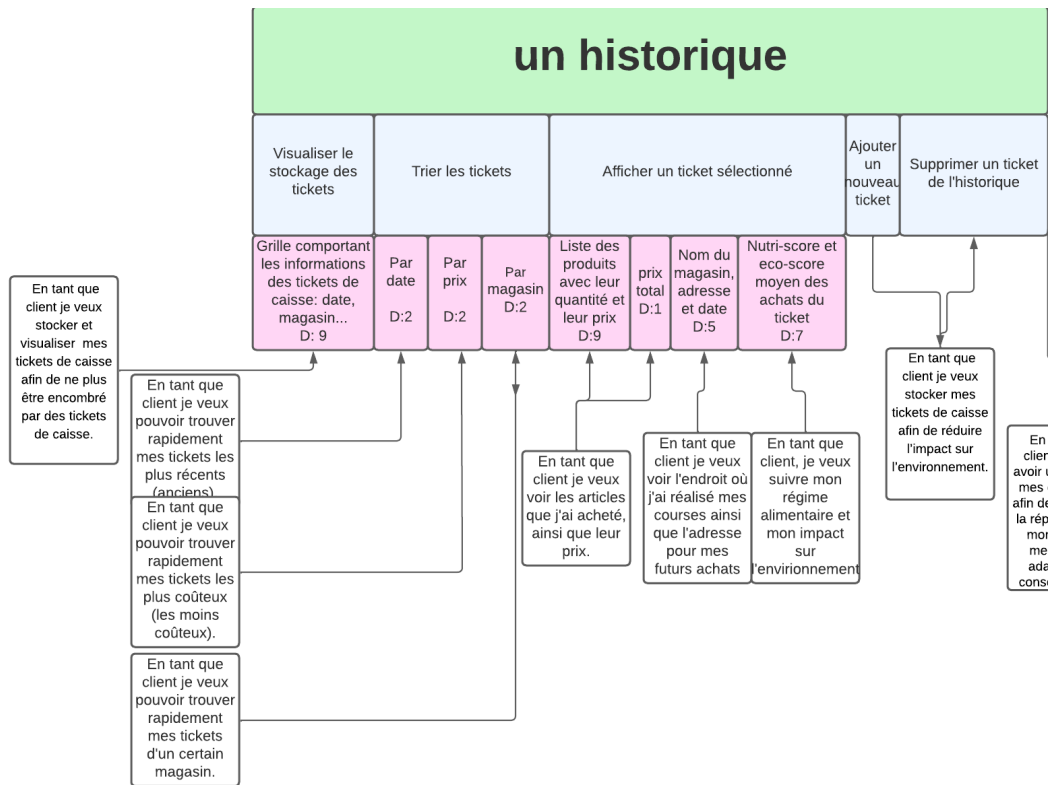 un historique
Visualiser le
stockage des
tickets
Trier les tickets
Afficher un ticket sélectionné
Ajouter
un
nouveau
ticket
Supprimer un ticket
de l'historique
Grille comportant
les informations
des tickets de
caisse: date,
magasin...
D: 9
Par
date
D:2
Par
prix
D:2
Par
magasin
D:2
Liste des
produits
avec leur
quantité et
leur prix
D:9
prix
total
D:1
Nom du
magasin,
adresse
et date
D:5
Nutri-score et
eco-score
moyen des
achats du
ticket
D:7
En tant que
client je veux
stocker et
visualiser mes
tickets de caisse
afin de ne plus
être encombré
par des tickets
de caisse.
En tant que
client je veux
pouvoir trouver
rapidement
mes tickets les
plus récents
(anciens)
En tant que
client je veux
pouvoir trouver
rapidement
mes tickets les
plus coûteux
(les moins
coûteux).
En tant que
client je veux
pouvoir trouver
rapidement
mes tickets
d'un certain
magasin.
En tant que
client je veux
voir les articles
que j'ai acheté,
ainsi que leur
prix.
En tant que
client je veux
voir l'endroit où
j'ai réalisé mes
courses ainsi
que l'adresse
pour mes
futurs achats
En tant que
client, je veux
suivre mon
régime
alimentaire et
mon impact
sur
l'envirionnement
En tant que
client je veux
stocker mes
tickets de caisse
afin de réduire
l'impact sur
l'environnement.
En
clien
avoir u
mes
afin de
la rép
mor
me
ada
cons